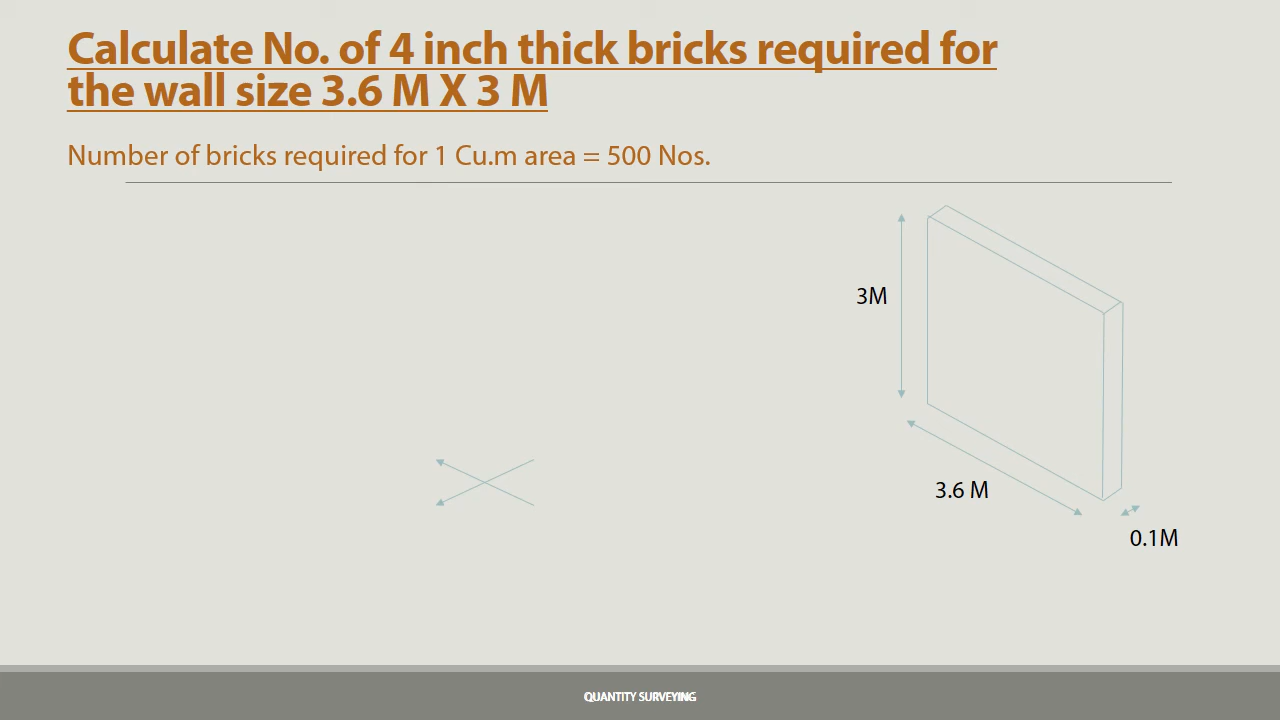 Calculate No. of 4 inch thick bricks required for
the wall size 3.6 M X 3 M
Number of bricks required for 1 Cu.m area = 500 Nos.
3M
3.6 M
0.1M
QUANTITY SURVEYING